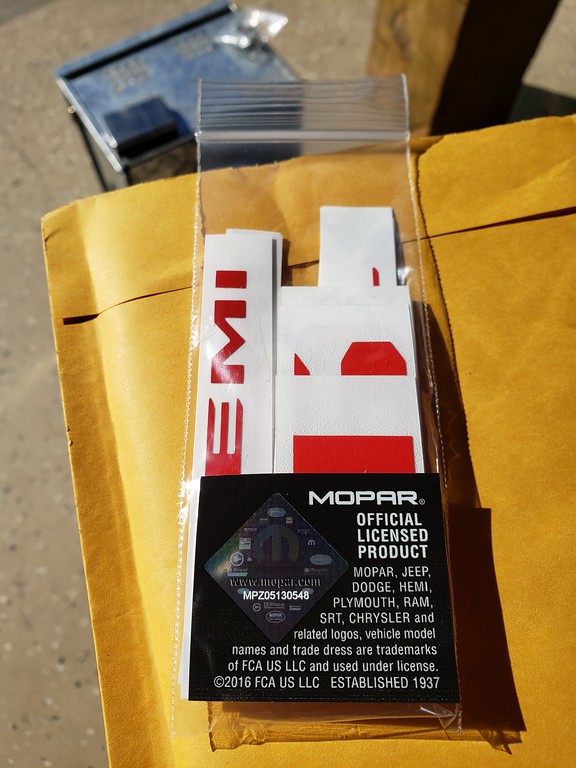 EMI
MOPAR®
OFFICIAL
LICENSED
PRODUCT
MOPAR, JEEP,
DODGE, HEMI,
PLYMOUTH, RAM,
SRT, CHRYSLER and
related logos, vehicle model
names and trade dress are trademarks
of FCA US LLC and used under license.
©2016 FCA US LLC ESTABLISHED 1937
www.mopar.com
MPZ05130548